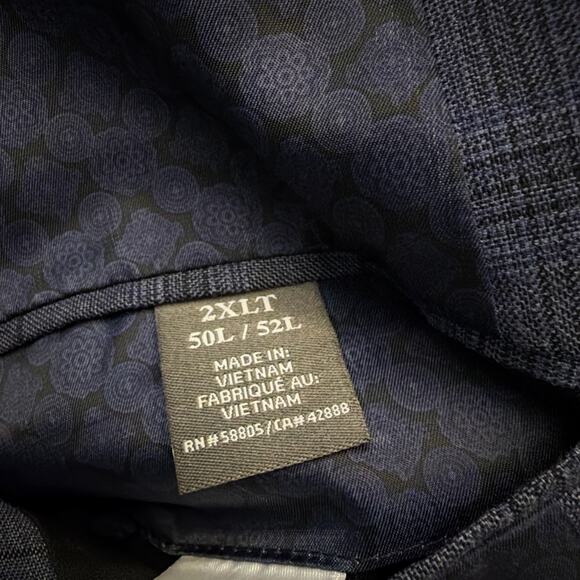 2XLT
50L / 52L
MADE IN:
VIETNAM
FABRIQUÉ AU:
VIETNAM
RN# 58805 / CA# 42888